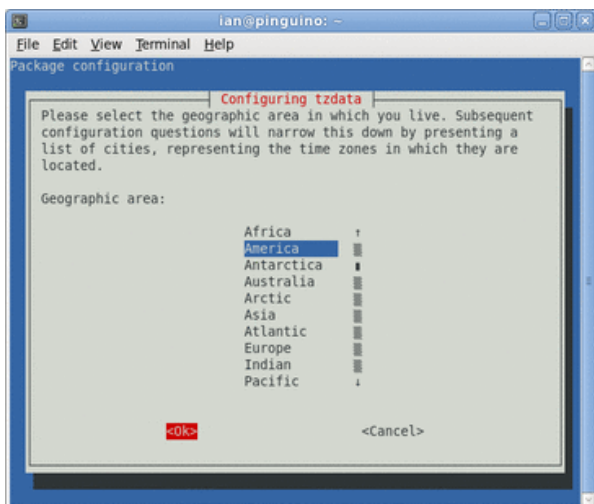 ian@pinguino: ~
File Edit View Terminal Help
Package configuration
Configuring tzdata
Please select the geographic area in which you live. Subsequent
configuration questions will narrow this down by presenting a
list of cities, representing the time zones in which they are
located.
Geographic area:
Africa
America
Antarctica
Australia
Arctic
Asia
Atlantic
Europe
Indian
Pacific
<Ok> <Cancel>